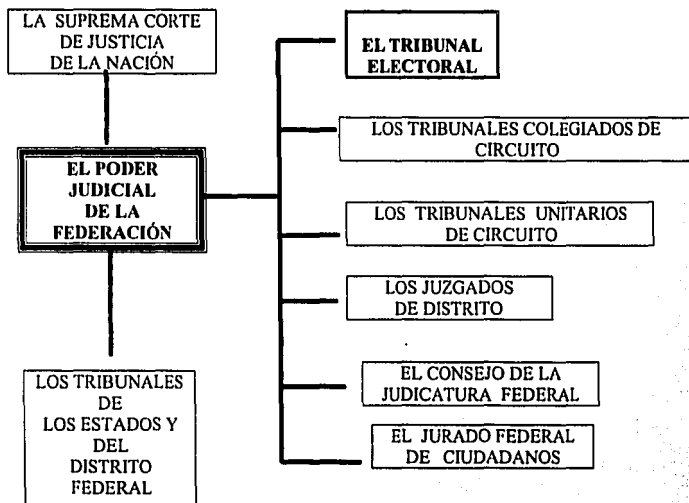 LA SUPREMA CORTE
DE JUSTICIA
DE LA NACIÓN
EL PODER
JUDICIAL
DE LA
FEDERACIÓN
LOS TRIBUNALES
DE
LOS ESTADOS Y
DEL
DISTRITO
FEDERAL
EL TRIBUNAL
ELECTORAL
LOS TRIBUNALES COLEGIADOS DE
CIRCUITO
LOS TRIBUNALES UNITARIOS
DE CIRCUITO
LOS JUZGADOS
DE DISTRITO
EL CONSEJO DE LA
JUDICATURA FEDERAL
EL JURADO FEDERAL
DE CIUDADANOS